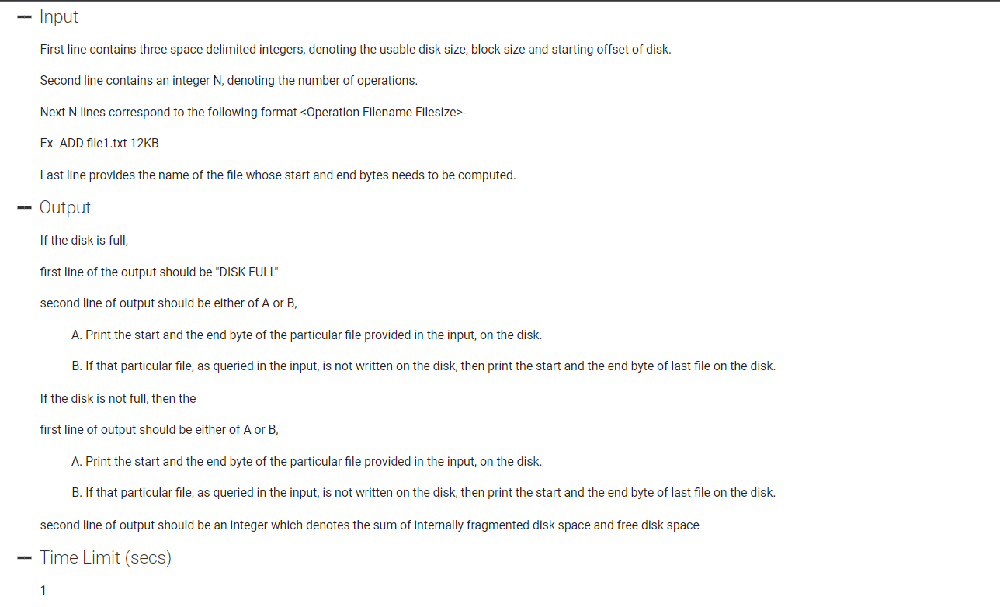 Input
First line contains three space delimited integers, denoting the usable disk size, block size and starting offset of disk.
Second line contains an integer N, denoting the number of operations.
Next N lines correspond to the following format <Operation Filename Filesize>-
Ex- ADD file1.txt 12KB
Last line provides the name of the file whose start and end bytes needs to be computed.
Output
If the disk is full,
first line of the output should be "DISK FULL"
second line of output should be either of A or B,
A. Print the start and the end byte of the particular file provided in the input, on the disk.
B. If that particular file, as queried in the input, is not written on the disk, then print the start and the end byte of last file on the disk.
If the disk is not full, then the
first line of output should be either of A or B,
A. Print the start and the end byte of the particular file provided in the input, on the disk.
B. If that particular file, as queried in the input, is not written on the disk, then print the start and the end byte of last file on the disk.
second line of output should be an integer which denotes the sum of internally fragmented disk space and free disk space
Time Limit (secs)
1